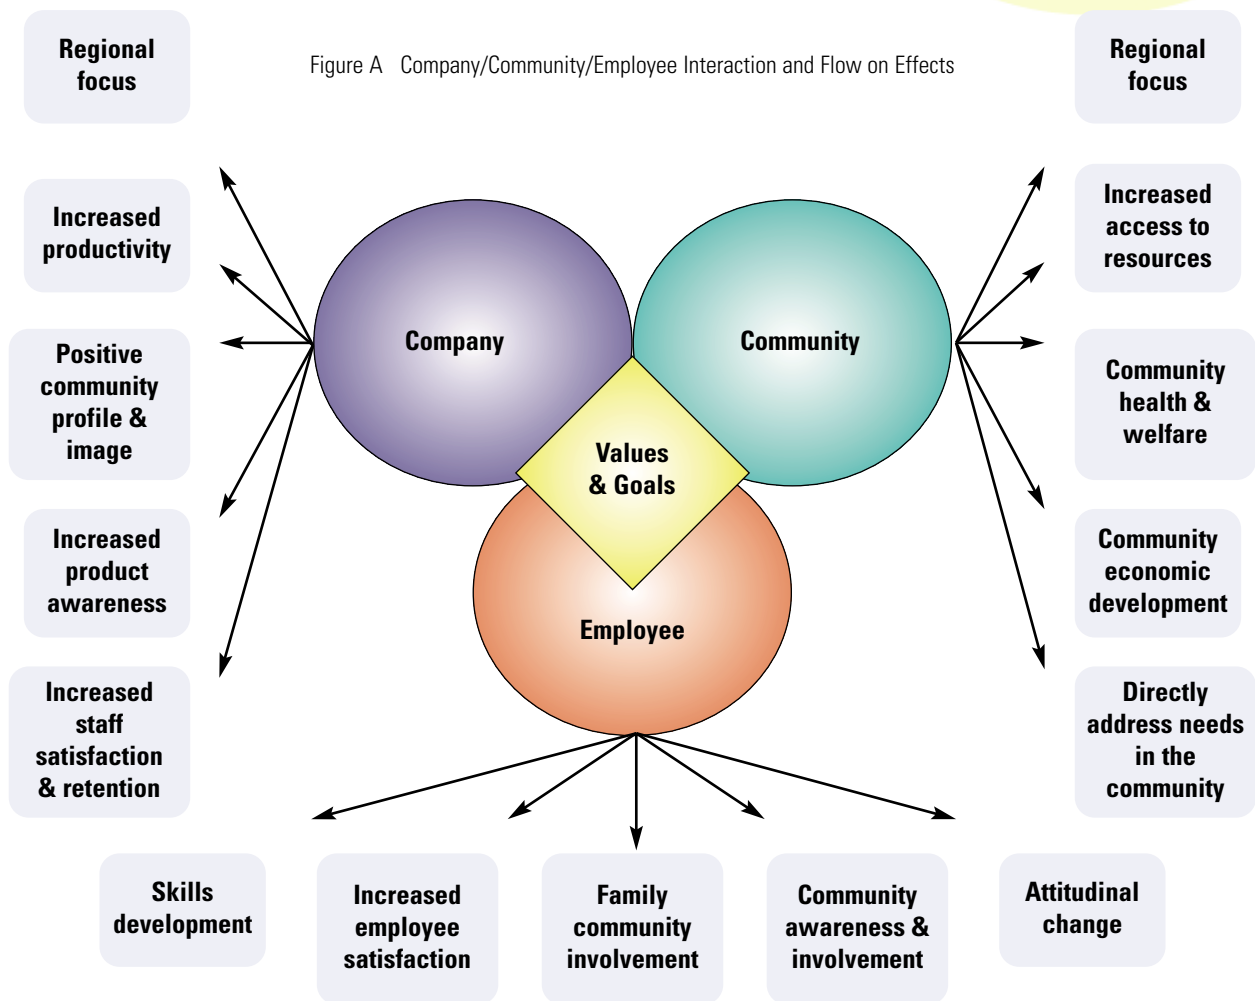 Figure A Company/Community/Employee Interaction and Flow on Effects
Regional
focus
Increased
productivity
Positive
community
profile &
image
Increased
product
awareness
Increased
staff
satisfaction
& retention
Company
Community
Values
& Goals
Employee
Regional
focus
Increased
access to
resources
Community
health &
welfare
Community
economic
development
Directly
address needs
in the
community
Skills
development
Increased
employee
satisfaction
Family
community
involvement
Community
awareness &
involvement
Attitudinal
change